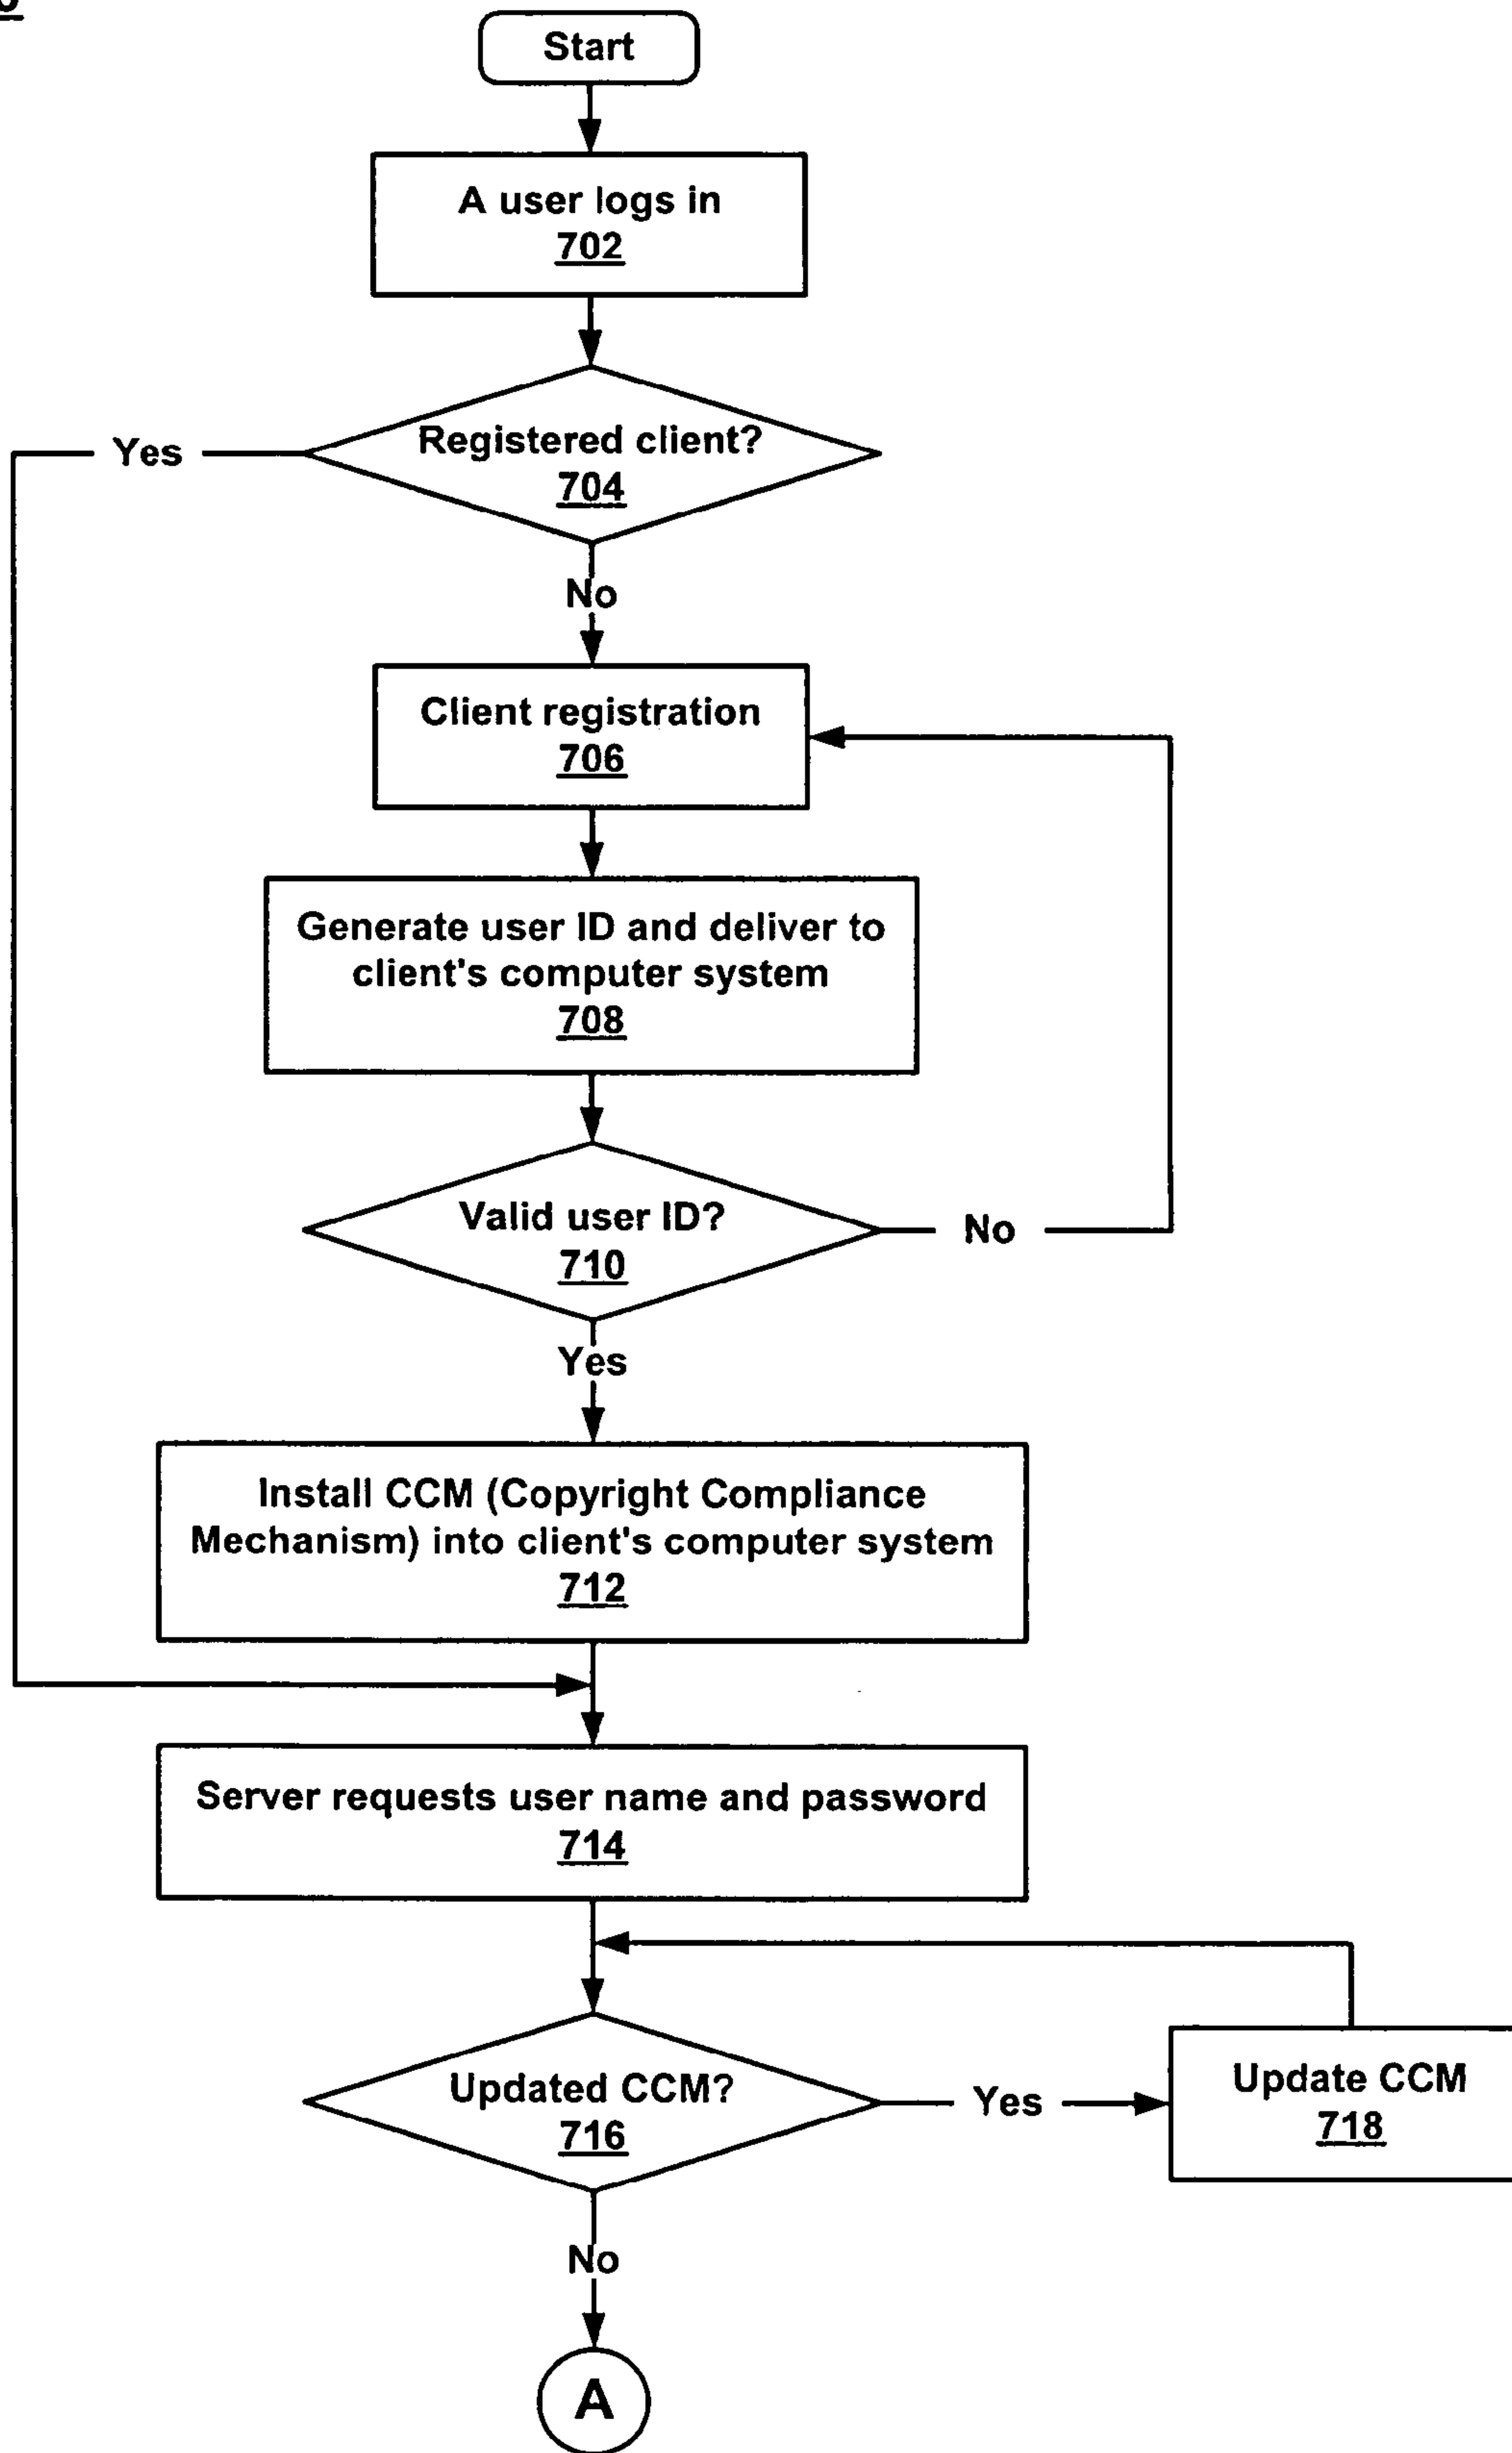 Start
A user logs in
702
Registered client?
704
Yes
No
Client registration
706
Generate user ID and deliver to
client's computer system
708
Valid user ID?
710
No
Yes
Install CCM (Copyright Compliance
Mechanism) into client's computer system
712
Server requests user name and password
714
Updated CCM?
716
Yes
Update CCM
718
No
A